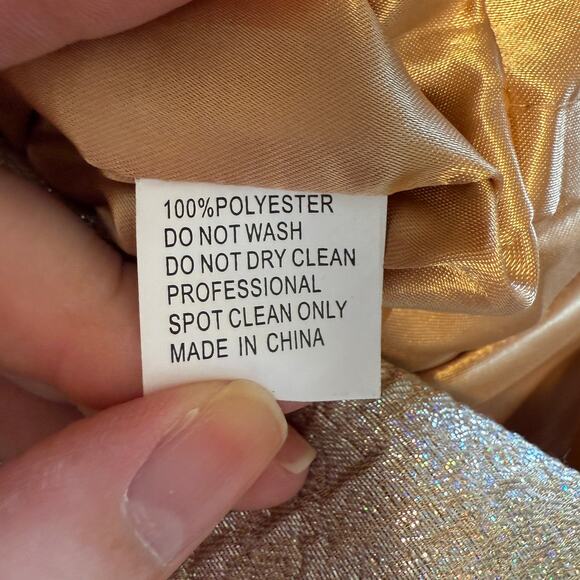 100%POLYESTER
DO NOT WASH
DO NOT DRY CLEAN
PROFESSIONAL
SPOT CLEAN ONLY
MADE IN CHINA